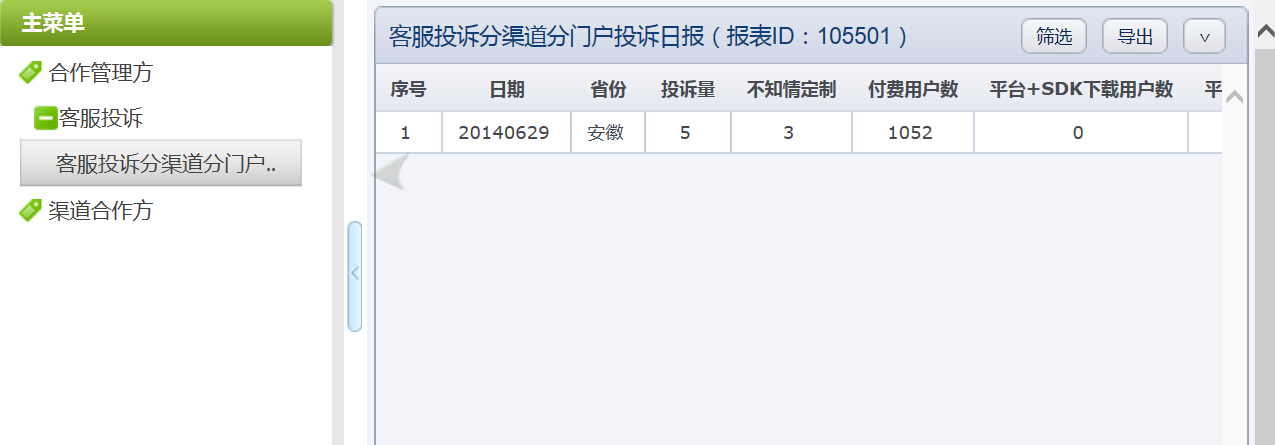 主菜单
合作管理方
客服投诉
客服投诉分渠道分门户..
渠道合作方
客服投诉分渠道分门户投诉日报（报表ID：105501） 筛选 导出 ∨
序号 日期 省份 投诉量 不知情定制 付费用户数 平台+SDK下载用户数 平
1 20140629 安徽 5 3 1052 0